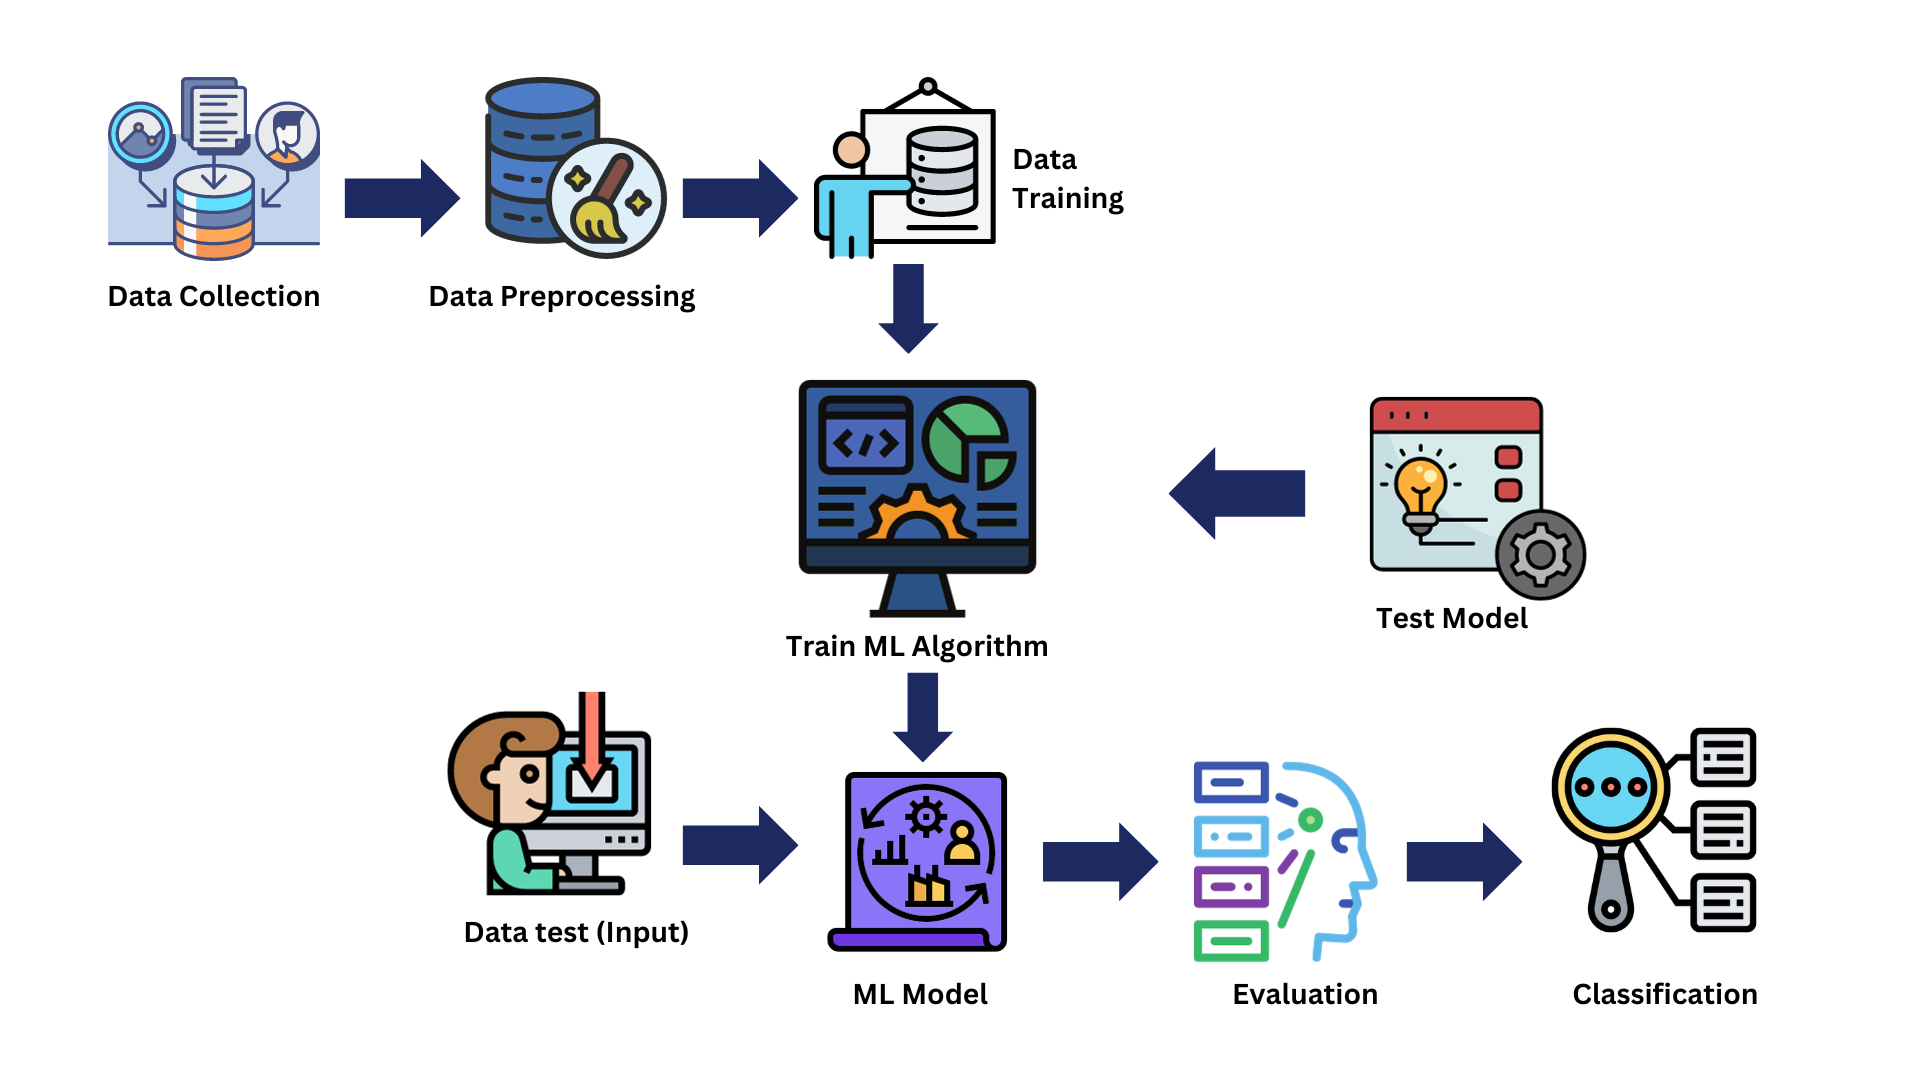 Data
Training
Data Collection
Data Preprocessing
Test Model
Train ML Algorithm
Data test (Input)
ML Model
Evaluation
Classification